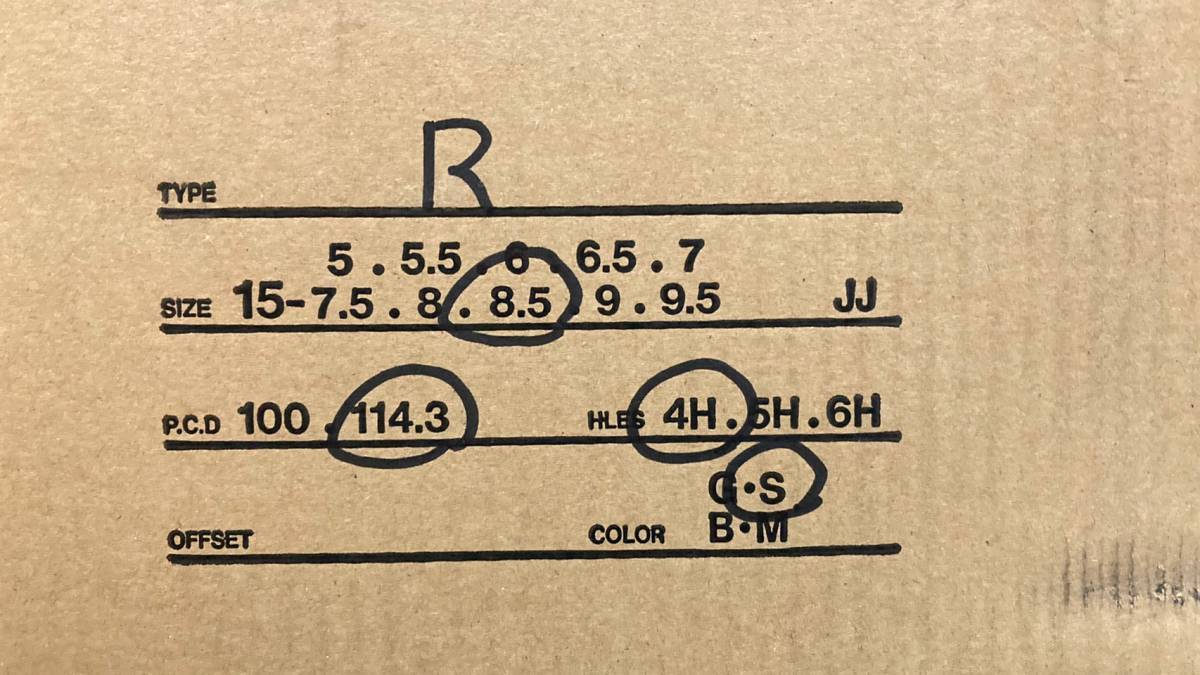 TYPE R
5 . 5.5 . 6 . 6.5 . 7
SIZE 15-7.5 . 8 . 8.5 . 9 . 9.5 JJ
P.C.D 100 . 114.3 HLES 4H . 5H . 6H
G・S
OFFSET COLOR B・M